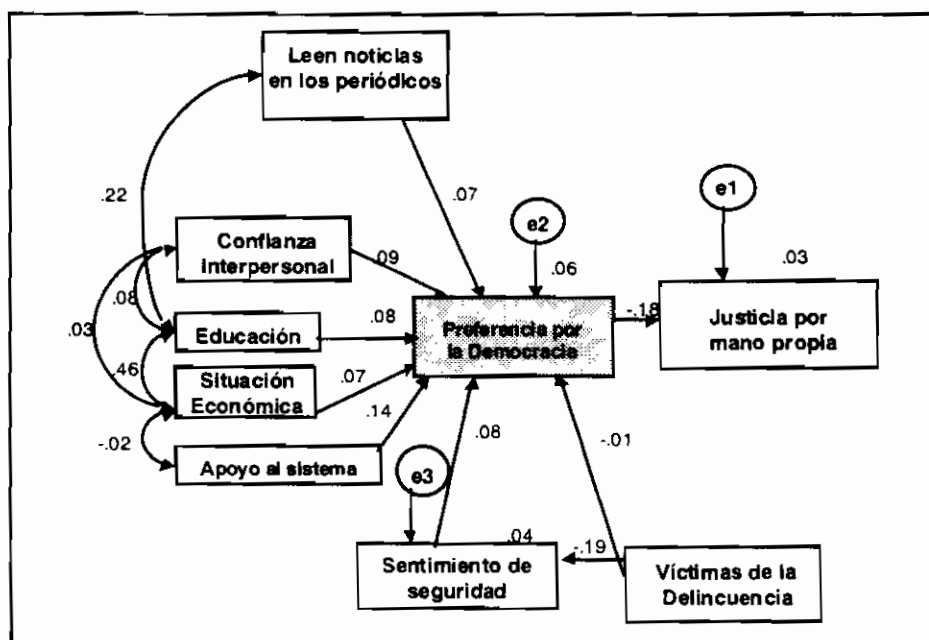 Leen noticias
en los periódicos
.22
.07
e1
e2
Confianza
interpersonal
.09
.06
.03
.08
.03
Educación
.08
Preferencia por
la Democracia
-.18
Justicia por
mano propia
.46
Situación
Económica
.07
-.02
.14
Apoyo al sistema
e3
.08
-.01
.04
-.19
Sentimiento de
seguridad
Víctimas de la
Delincuencia